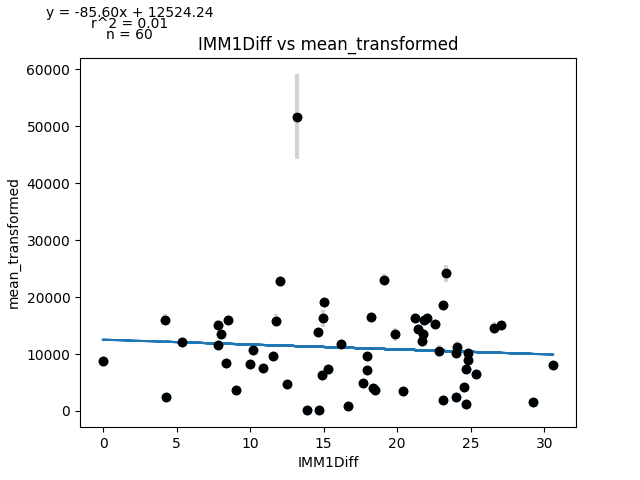 y = -85.60x + 12524.24
r^2 = 0.01
n = 60
IMM1Diff vs mean_transformed
60000
50000
40000
30000
20000
10000
0
mean_transformed
0 5 10 15 20 25 30
IMM1Diff